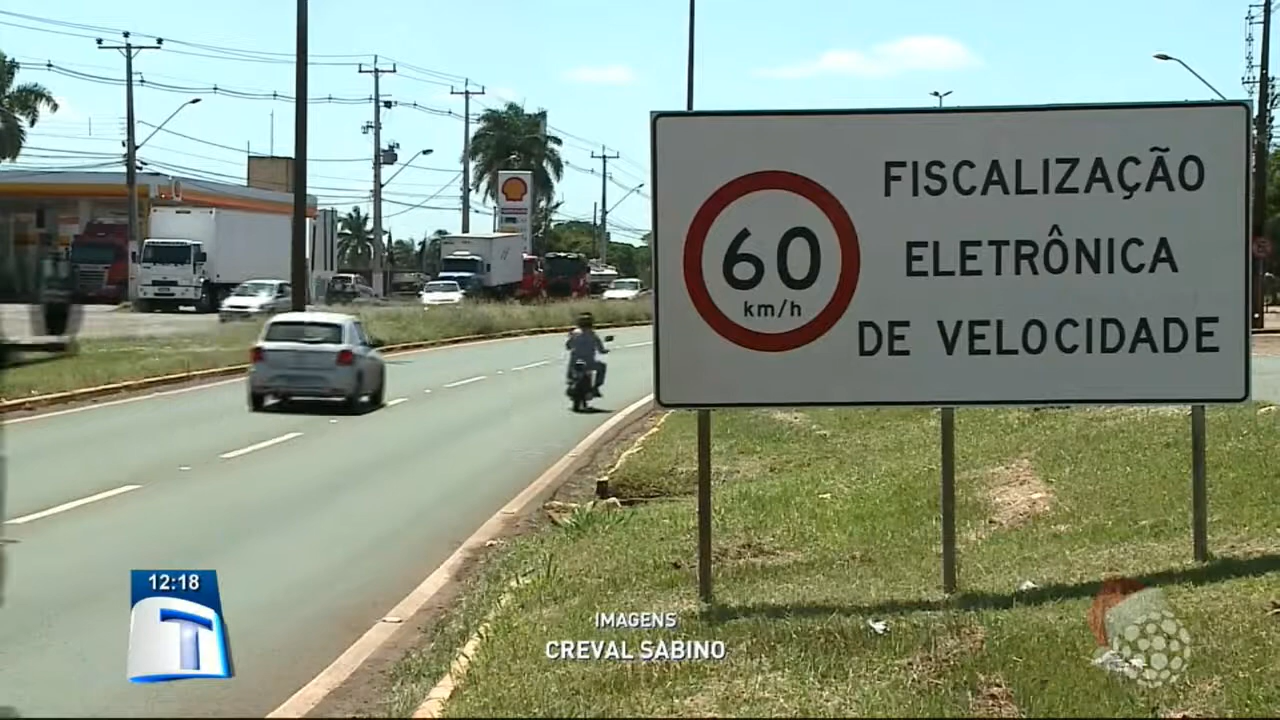 FISCALIZAÇÃO
60
ELETRÔNICA
km/h
DE VELOCIDADE
12:18
T
IMAGENS
CREVAL SABINO